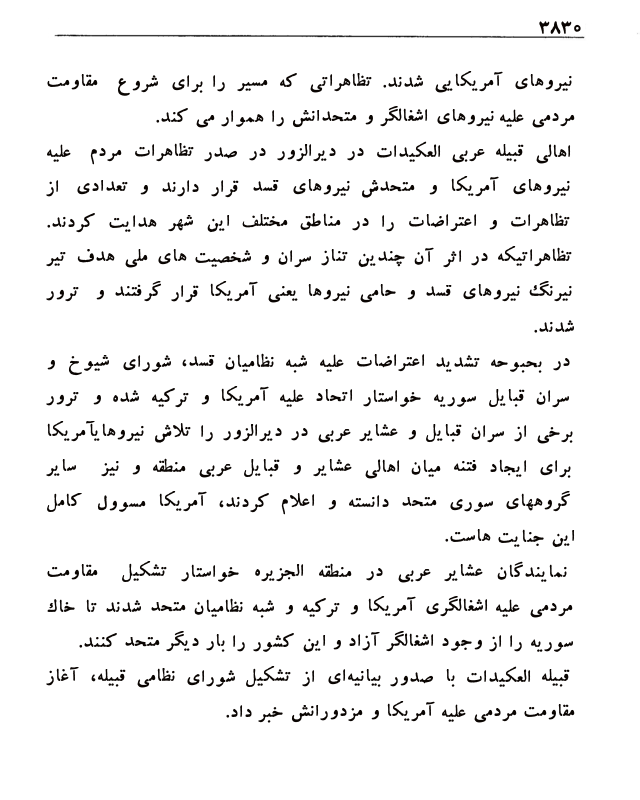 ۳۸۳۰
نیروهای آمریکایی شدند. تظاهراتی که مسیر را برای شروع مقاومت
مردمی علیه نیروهای اشغالگر و متحدانش را هموار می کند.
اهالی قبیله عربی العکیدات در دیرالزور در صدر تظاهرات مردم علیه
نیروهای آمریکا و متحدش نیروهای قسد قرار دارند و تعدادی از
تظاهرات و اعتراضات را در مناطق مختلف این شهر هدایت کردند.
تظاهراتیکه در اثر آن چندین تناز سران و شخصیت های ملی هدف تیر
نیرنگ نیروهای قسد و حامی نیروها یعنی آمریکا قرار گرفتند و ترور
شدند.
در بحبوحه تشدید اعتراضات علیه شبه نظامیان قسد، شورای شیوخ و
سران قبایل سوریه خواستار اتحاد علیه آمریکا و ترکیه شده و ترور
برخی از سران قبایل و عشایر عربی در دیرالزور را تلاش نیروهایآمریکا
برای ایجاد فتنه میان اهالی عشایر و قبایل عربی منطقه و نیز سایر
گروههای سوری متحد دانسته و اعلام کردند، آمریکا مسوول کامل
این جنایت هاست.
نمایندگان عشایر عربی در منطقه الجزیره خواستار تشکیل مقاومت
مردمی علیه اشغالگری آمریکا و ترکیه و شبه نظامیان متحد شدند تا خاک
سوریه را از وجود اشغالگر آزاد و این کشور را بار دیگر متحد کنند.
قبیله العکیدات با صدور بیانیه‌ای از تشکیل شورای نظامی قبیله، آغاز
مقاومت مردمی علیه آمریکا و مزدورانش خبر داد.